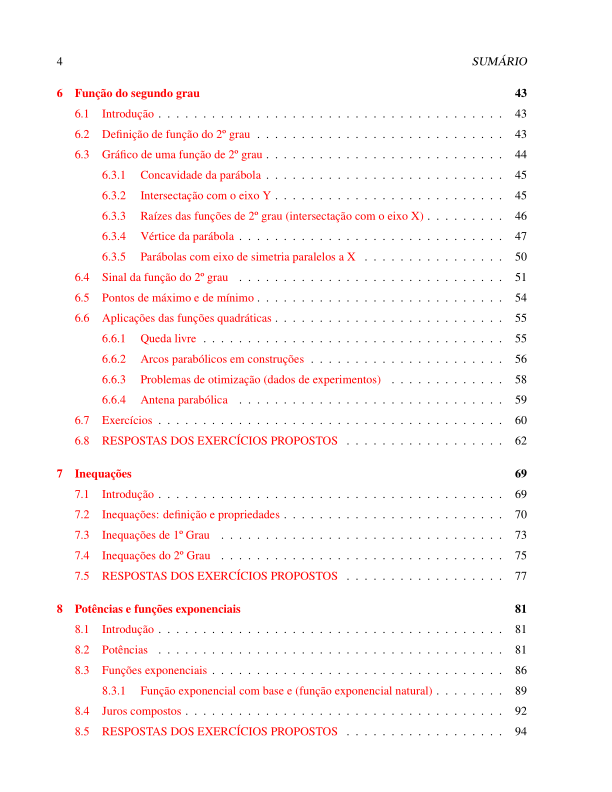 4 SUMÁRIO
6 Função do segundo grau 43
6.1 Introdução . . . . . . . . . . . . . . . . . . . . . . . . . . . . . . . . . . . . . . . 43
6.2 Definição de função do 2º grau . . . . . . . . . . . . . . . . . . . . . . . . . . . . 43
6.3 Gráfico de uma função de 2º grau . . . . . . . . . . . . . . . . . . . . . . . . . . . 44
6.3.1 Concavidade da parábola . . . . . . . . . . . . . . . . . . . . . . . . . . . 45
6.3.2 Intersectação com o eixo Y . . . . . . . . . . . . . . . . . . . . . . . . . . 45
6.3.3 Raízes das funções de 2º grau (intersectação com o eixo X) . . . . . . . . . 46
6.3.4 Vértice da parábola . . . . . . . . . . . . . . . . . . . . . . . . . . . . . . 47
6.3.5 Parábolas com eixo de simetria paralelos a X . . . . . . . . . . . . . . . . 50
6.4 Sinal da função do 2º grau . . . . . . . . . . . . . . . . . . . . . . . . . . . . . . 51
6.5 Pontos de máximo e de mínimo . . . . . . . . . . . . . . . . . . . . . . . . . . . . 54
6.6 Aplicações das funções quadráticas . . . . . . . . . . . . . . . . . . . . . . . . . . 55
6.6.1 Queda livre . . . . . . . . . . . . . . . . . . . . . . . . . . . . . . . . . . 55
6.6.2 Arcos parabólicos em construções . . . . . . . . . . . . . . . . . . . . . . 56
6.6.3 Problemas de otimização (dados de experimentos) . . . . . . . . . . . . . 58
6.6.4 Antena parabólica . . . . . . . . . . . . . . . . . . . . . . . . . . . . . . 59
6.7 Exercícios . . . . . . . . . . . . . . . . . . . . . . . . . . . . . . . . . . . . . . . 60
6.8 RESPOSTAS DOS EXERCÍCIOS PROPOSTOS . . . . . . . . . . . . . . . . . . 62
7 Inequações 69
7.1 Introdução . . . . . . . . . . . . . . . . . . . . . . . . . . . . . . . . . . . . . . . 69
7.2 Inequações: definição e propriedades . . . . . . . . . . . . . . . . . . . . . . . . . 70
7.3 Inequações de 1º Grau . . . . . . . . . . . . . . . . . . . . . . . . . . . . . . . . 73
7.4 Inequações do 2º Grau . . . . . . . . . . . . . . . . . . . . . . . . . . . . . . . . 75
7.5 RESPOSTAS DOS EXERCÍCIOS PROPOSTOS . . . . . . . . . . . . . . . . . . 77
8 Potências e funções exponenciais 81
8.1 Introdução . . . . . . . . . . . . . . . . . . . . . . . . . . . . . . . . . . . . . . . 81
8.2 Potências . . . . . . . . . . . . . . . . . . . . . . . . . . . . . . . . . . . . . . . 81
8.3 Funções exponenciais . . . . . . . . . . . . . . . . . . . . . . . . . . . . . . . . . 86
8.3.1 Função exponencial com base e (função exponencial natural) . . . . . . . . 89
8.4 Juros compostos . . . . . . . . . . . . . . . . . . . . . . . . . . . . . . . . . . . . 92
8.5 RESPOSTAS DOS EXERCÍCIOS PROPOSTOS . . . . . . . . . . . . . . . . . . 94